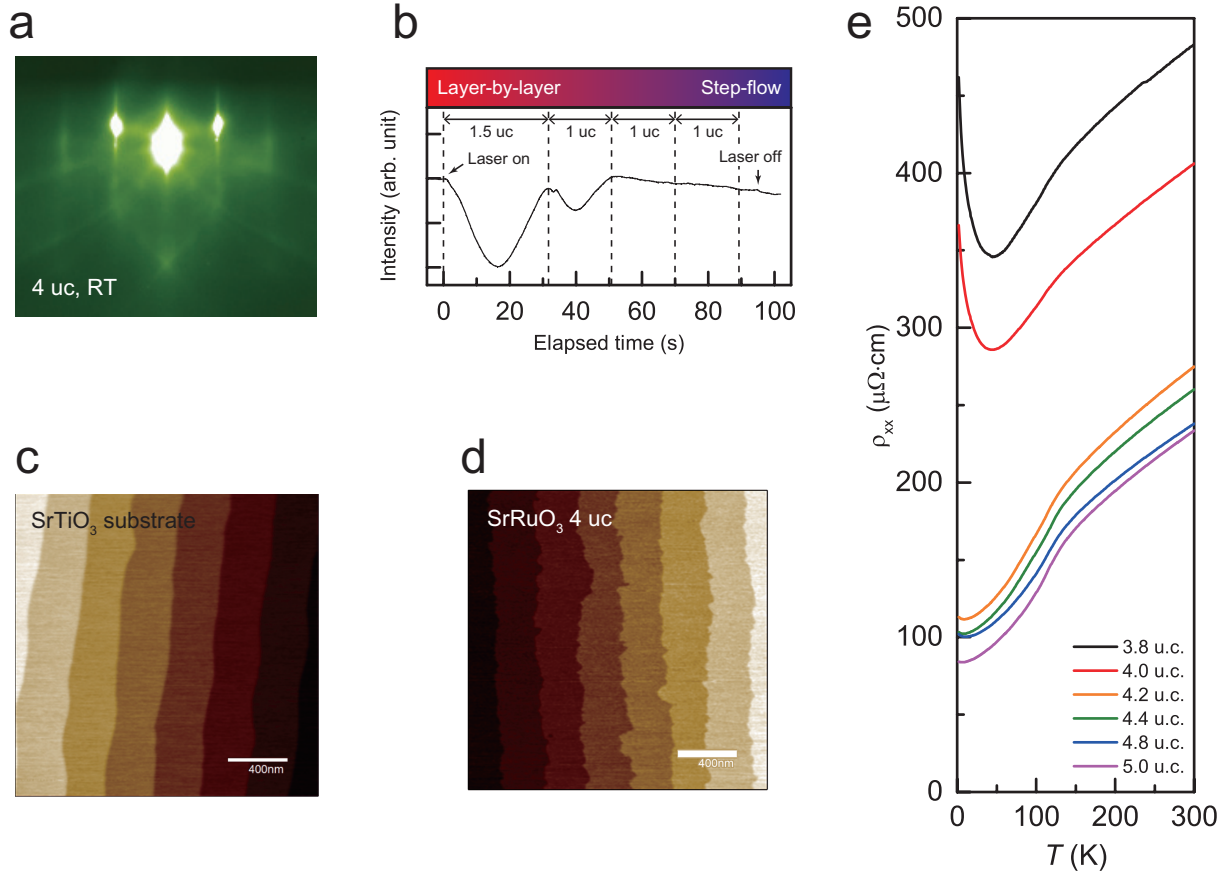 a
4 uc, RT
b
Layer-by-layer Step-flow
1.5 uc 1 uc 1 uc 1 uc
Laser on
Laser off
Intensity (arb. unit)
0 20 40 60 80 100
Elapsed time (s)
c
SrTiO3 substrate
400nm
d
SrRuO3 4 uc
400nm
e
500
400
300
200
100
0
ρxx (μΩ·cm)
3.8 u.c.
4.0 u.c.
4.2 u.c.
4.4 u.c.
4.8 u.c.
5.0 u.c.
0 100 200 300
T (K)